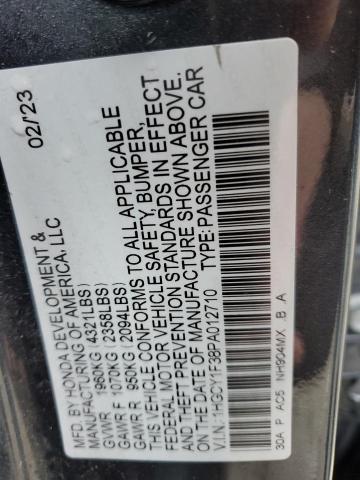 02/23
MFD. BY HONDA DEVELOPMENT &
MANUFACTURING OF AMERICA, LLC
GVWR 1960KG (4321LBS)
GAWR F 1070KG (2358LBS)
GAWR R 950KG (2094LBS)
THIS VEHICLE CONFORMS TO ALL APPLICABLE
FEDERAL MOTOR VEHICLE SAFETY, BUMPER,
AND THEFT PREVENTION STANDARDS IN EFFECT
ON THE DATE OF MANUFACTURE SHOWN ABOVE.
V.I.N.:1HGCY1F38PA012710 TYPE:PASSENGER CAR
30A P AC5 NH904MX B .A